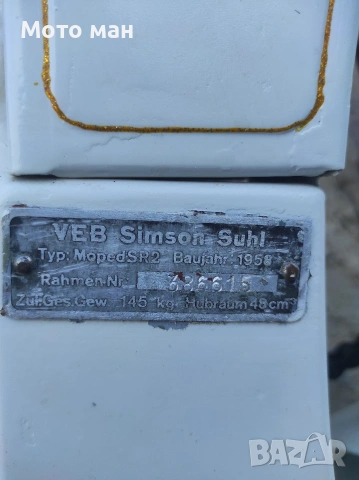 Мото ман
VEB Simson Suhl
Typ: Moped SR2 Baujahr 1958
Rahmen-Nr.
Zul.Ges.Gew. 145 kg Hubraum 48 cm
BAZAR
bg